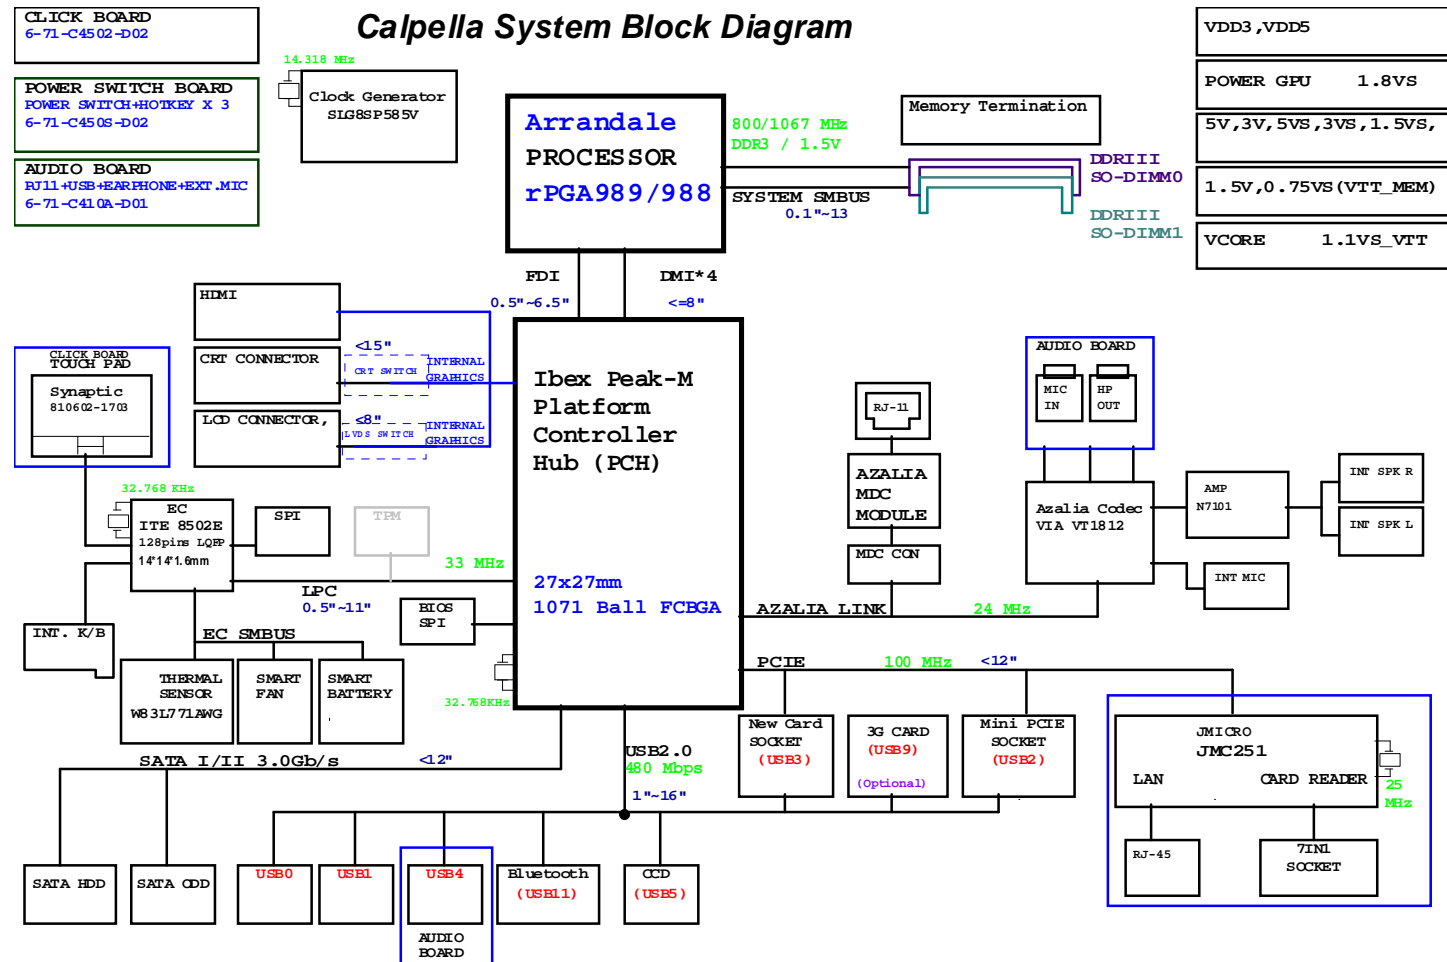 Calpella System Block Diagram
CLICK BOARD
6-71-C4502-D02
POWER SWITCH BOARD
POWER SWITCH+HOTKEY X 3
6-71-C450S-D02
AUDIO BOARD
RJ11+USB+EARPHONE+EXT.MIC
6-71-C410A-D01
14.318 MHz
Clock Generator
SLG8SP585V
Arrandale
PROCESSOR
rPGA989/988
800/1067 MHz
DDR3 / 1.5V
SYSTEM SMBUS
0.1"~13
Memory Termination
DDRIII
SO-DIMM0
DDRIII
SO-DIMM1
VDD3,VDD5
POWER GPU 1.8VS
5V,3V,5VS,3VS,1.5VS,
1.5V,0.75VS(VTT_MEM)
VCORE 1.1VS_VTT
FDI
0.5"~6.5"
DMI*4
<=8"
HDMI
CRT CONNECTOR
<15"
CRT SWITCH
INTERNAL
GRAPHICS
LCD CONNECTOR,
<8"
LVDS SWITCH
INTERNAL
GRAPHICS
CLICK BOARD
TOUCH PAD
Synaptic
810602-1703
Ibex Peak-M
Platform
Controller
Hub (PCH)
27x27mm
1071 Ball FCBGA
32.768 KHz
EC
ITE 8502E
128pins LQFP
14*14*1.6mm
SPI
TPM
33 MHz
LPC
0.5"~11"
BIOS
SPI
INT. K/B
EC SMBUS
THERMAL
SENSOR
W83L771AWG
SMART
FAN
SMART
BATTERY
32.768KHz
RJ-11
AZALIA
MDC
MODULE
MDC CON
AUDIO BOARD
MIC
IN
HP
OUT
Azalia Codec
VIA VT1812
AMP
N7101
INT SPK R
INT SPK L
INT MIC
AZALIA LINK
24 MHz
PCIE
100 MHz
<12"
New Card
SOCKET
(USB3)
3G CARD
(USB9)
(Optional)
Mini PCIE
SOCKET
(USB2)
JMICRO
JMC251
LAN
CARD READER
25
MHz
RJ-45
7IN1
SOCKET
SATA I/II 3.0Gb/s
<12"
USB2.0
480 Mbps
1"~16"
SATA HDD
SATA ODD
USB0
USB1
USB4
AUDIO
BOARD
Bluetooth
(USB11)
CCD
(USB5)